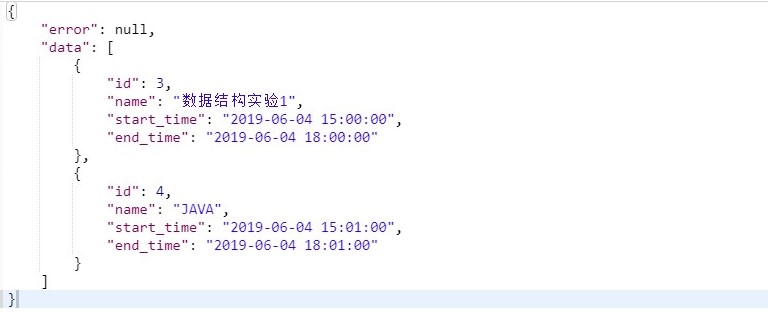 {
    "error": null,
    "data": [
        {
            "id": 3,
            "name": "数据结构实验1",
            "start_time": "2019-06-04 15:00:00",
            "end_time": "2019-06-04 18:00:00"
        },
        {
            "id": 4,
            "name": "JAVA",
            "start_time": "2019-06-04 15:01:00",
            "end_time": "2019-06-04 18:01:00"
        }
    ]
}